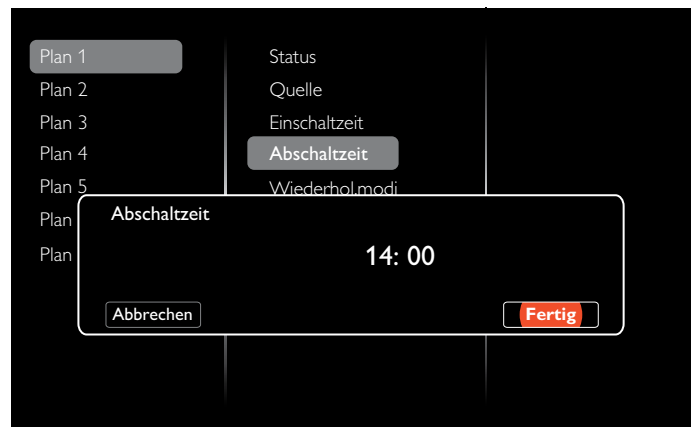 Plan 1
Plan 2
Plan 3
Plan 4
Plan 5
Plan
Plan
Status
Quelle
Einschaltzeit
Abschaltzeit
Wiederhol.modi
Abschaltzeit
14: 00
Abbrechen
Fertig